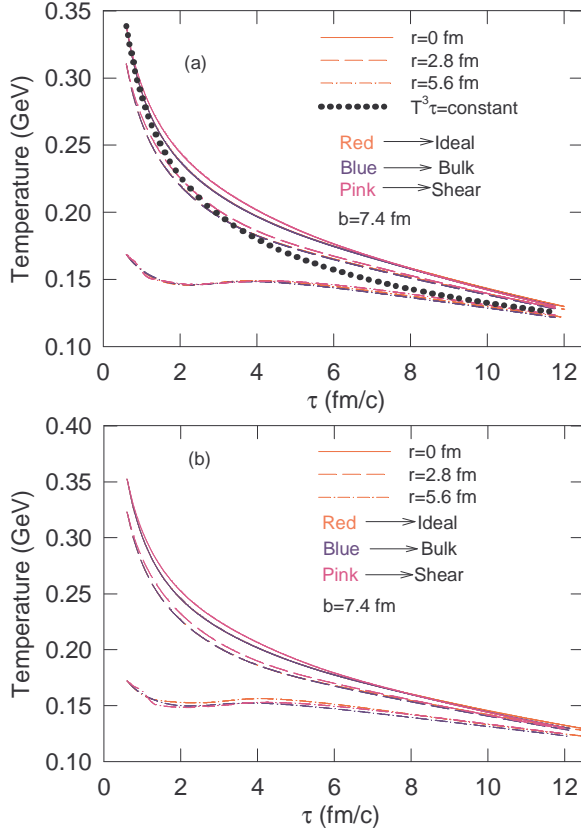 0.35
0.30
0.25
0.20
0.15
0.10
Temperature (GeV)
(a)
r=0 fm
r=2.8 fm
r=5.6 fm
T³τ=constant
Red Ideal
Blue Bulk
Pink Shear
b=7.4 fm
0 2 4 6 8 10 12
τ (fm/c)
0.40
0.35
0.30
0.25
0.20
0.15
0.10
Temperature (GeV)
(b)
r=0 fm
r=2.8 fm
r=5.6 fm
Red Ideal
Blue Bulk
Pink Shear
b=7.4 fm
0 2 4 6 8 10 12
τ (fm/c)